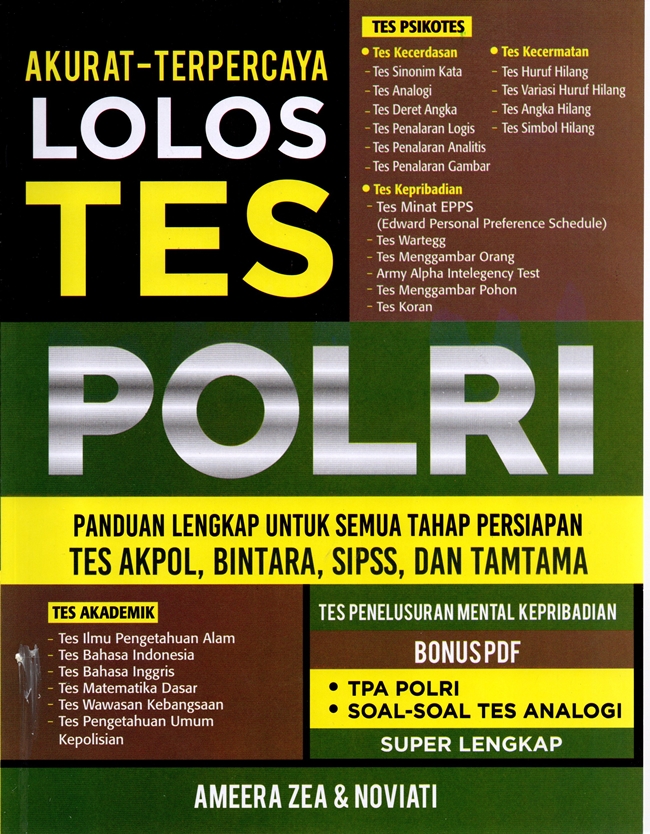 AKURAT-TERPERCAYA
LOLOS
TES
TES PSIKOTES
• Tes Kecerdasan
– Tes Sinonim Kata
– Tes Analogi
– Tes Deret Angka
– Tes Penalaran Logis
– Tes Penalaran Analitis
– Tes Penalaran Gambar
• Tes Kecermatan
– Tes Huruf Hilang
– Tes Variasi Huruf Hilang
– Tes Angka Hilang
– Tes Simbol Hilang
• Tes Kepribadian
– Tes Minat EPPS
(Edward Personal Preference Schedule)
– Tes Wartegg
– Tes Menggambar Orang
– Army Alpha Intelegency Test
– Tes Menggambar Pohon
– Tes Koran
POLRI
PANDUAN LENGKAP UNTUK SEMUA TAHAP PERSIAPAN
TES AKPOL, BINTARA, SIPSS, DAN TAMTAMA
TES AKADEMIK
– Tes Ilmu Pengetahuan Alam
– Tes Bahasa Indonesia
– Tes Bahasa Inggris
– Tes Matematika Dasar
– Tes Wawasan Kebangsaan
– Tes Pengetahuan Umum
Kepolisian
TES PENELUSURAN MENTAL KEPRIBADIAN
BONUS PDF
• TPA POLRI
• SOAL-SOAL TES ANALOGI
SUPER LENGKAP
AMEERA ZEA & NOVIATI